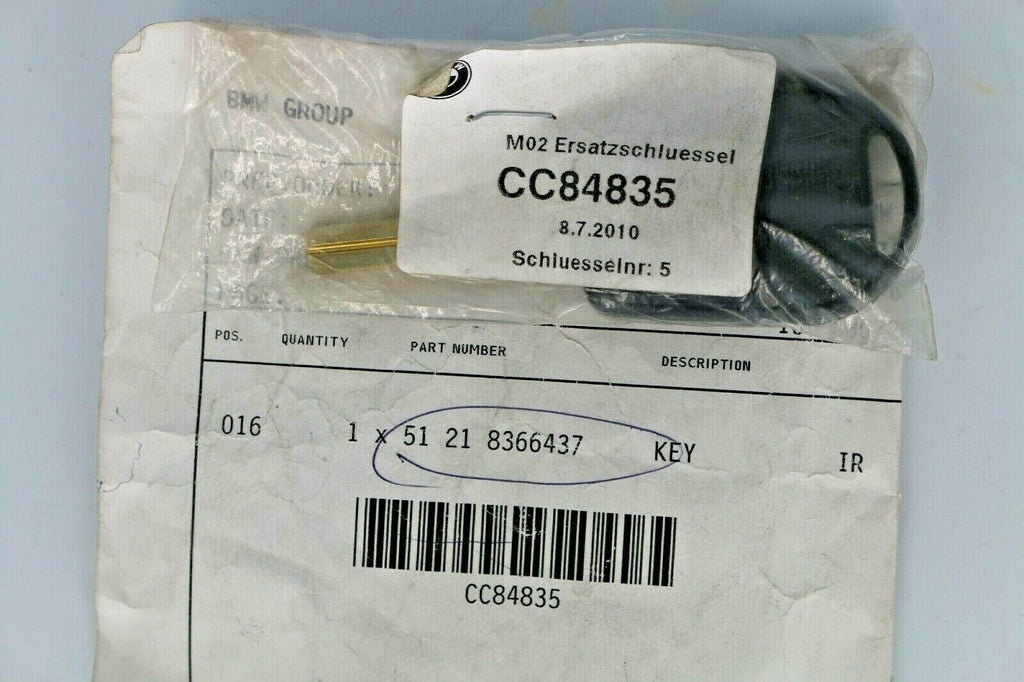 BMW GROUP
M02 Ersatzschluessel
CC84835
8.7.2010
Schluesselnr: 5
POS. QUANTITY PART NUMBER DESCRIPTION
016 1 x 51 21 8366437 KEY IR
CC84835